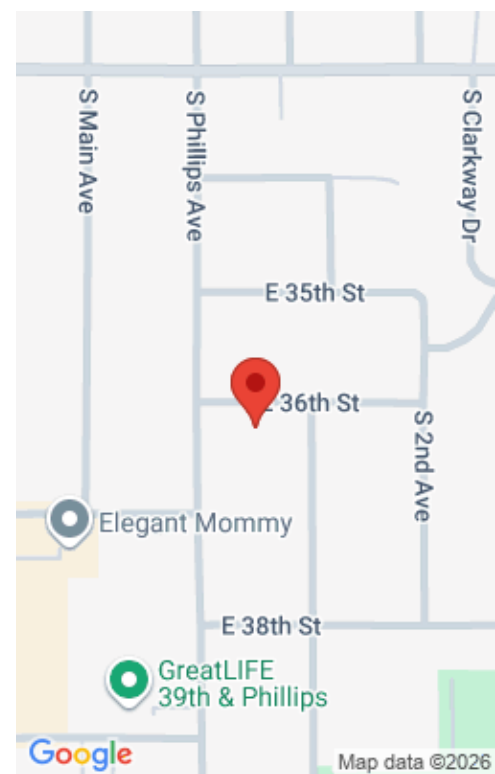 S Main Ave
S Phillips Ave
S Clarkway Dr
E 35th St
36th St
S 2nd Ave
Elegant Mommy
E 38th St
GreatLIFE
39th & Phillips
Google
Map data ©2026